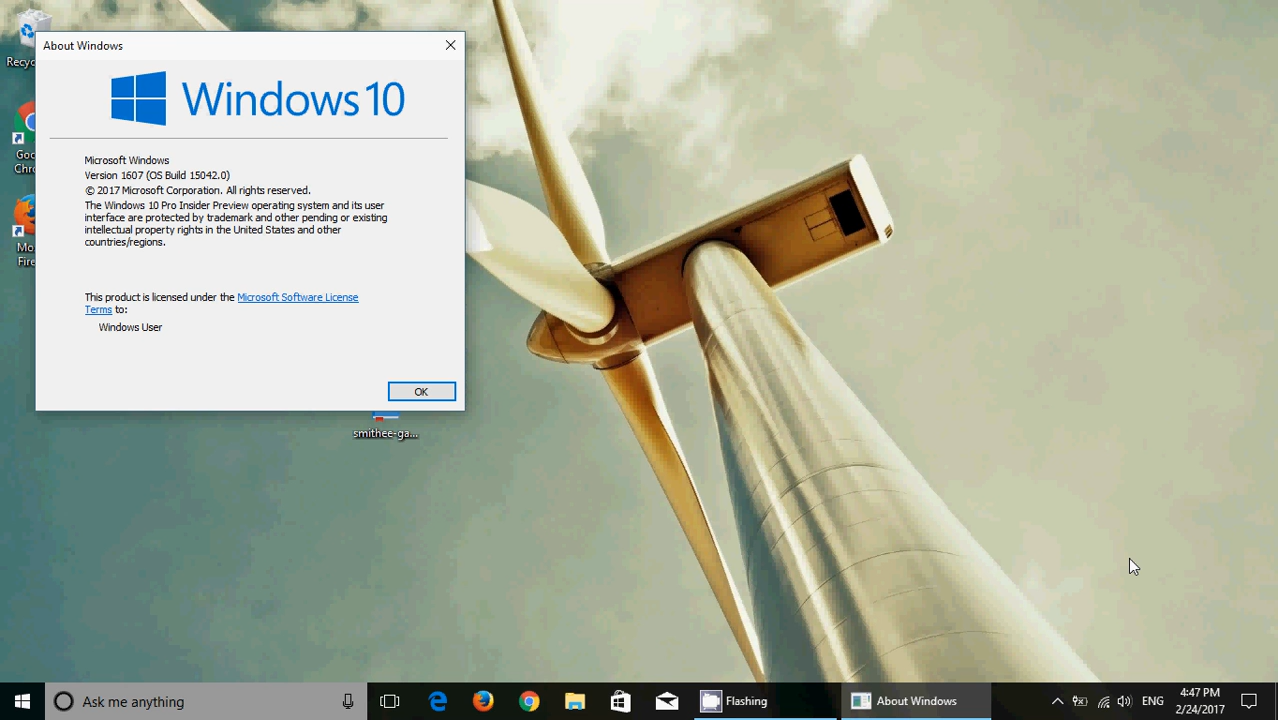 About Windows
Windows 10
Microsoft Windows
Version 1607 (OS Build 15042.0)
© 2017 Microsoft Corporation. All rights reserved.
The Windows 10 Pro Insider Preview operating system and its user
interface are protected by trademark and other pending or existing
intellectual property rights in the United States and other
countries/regions.
This product is licensed under the Microsoft Software License
Terms to:
Windows User
OK
Recyc
Goo
Chro
Mo
Fire
smithee-ga...
Ask me anything
Flashing
About Windows
ENG
4:47 PM
2/24/2017